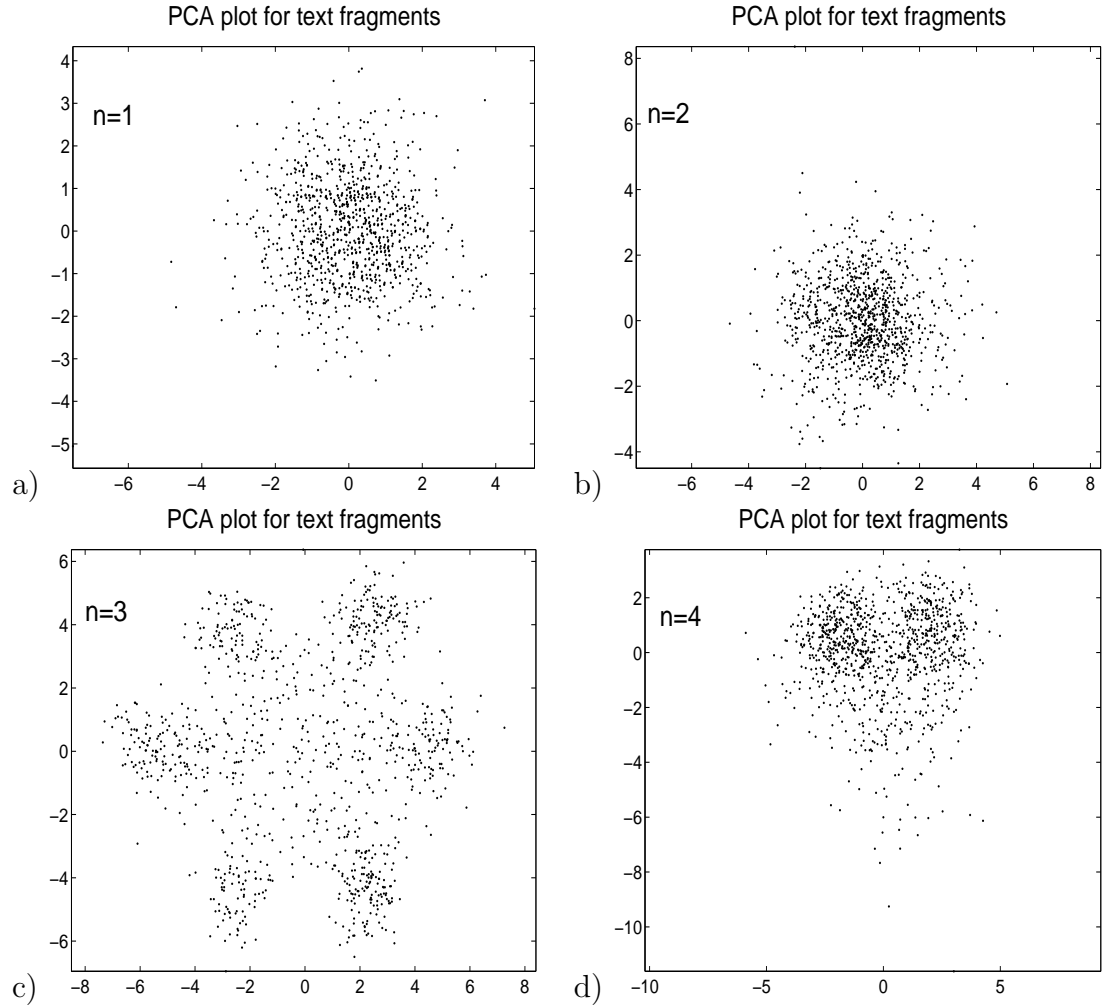 PCA plot for text fragments
n=1
4
3
2
1
0
−1
−2
−3
−4
−5
−6 −4 −2 0 2 4
a)
PCA plot for text fragments
n=2
8
6
4
2
0
−2
−4
−6 −4 −2 0 2 4 6 8
b)
PCA plot for text fragments
n=3
6
4
2
0
−2
−4
−6
−8 −6 −4 −2 0 2 4 6 8
c)
PCA plot for text fragments
n=4
2
0
−2
−4
−6
−8
−10
−10 −5 0 5
d)